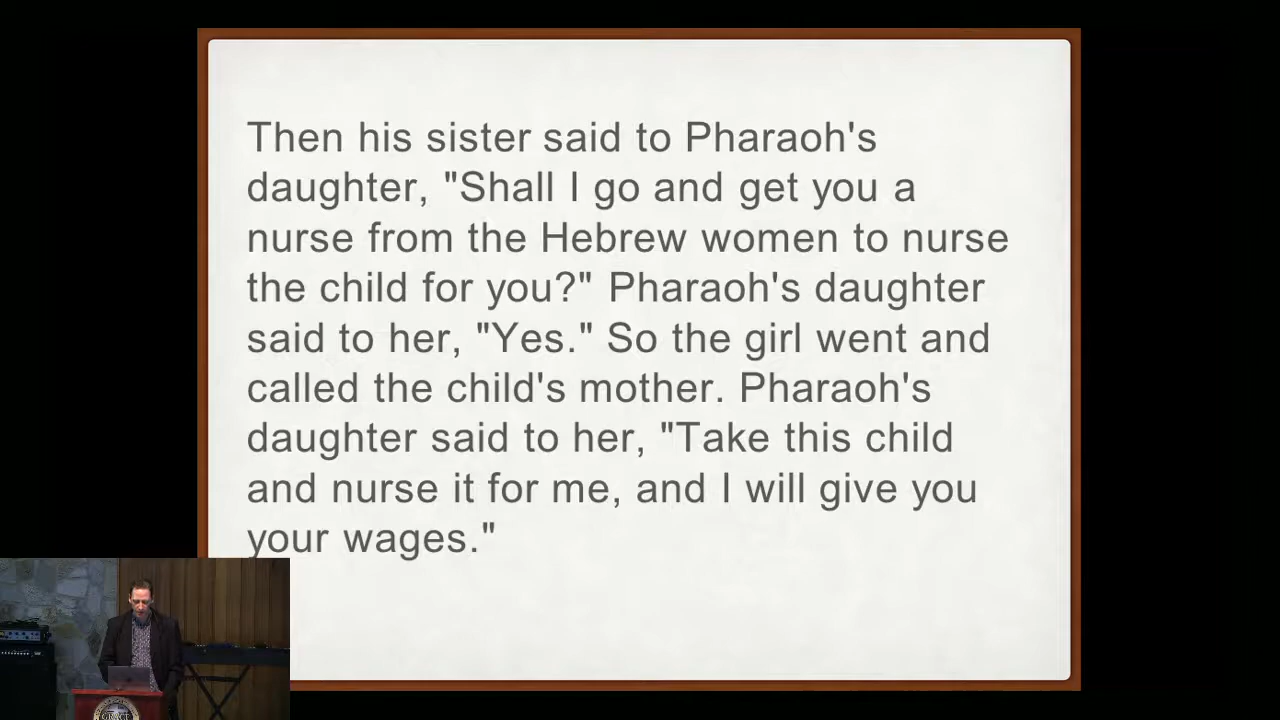 Then his sister said to Pharaoh's
daughter, "Shall I go and get you a
nurse from the Hebrew women to nurse
the child for you?" Pharaoh's daughter
said to her, "Yes." So the girl went and
called the child's mother. Pharaoh's
daughter said to her, "Take this child
and nurse it for me, and I will give you
your wages."